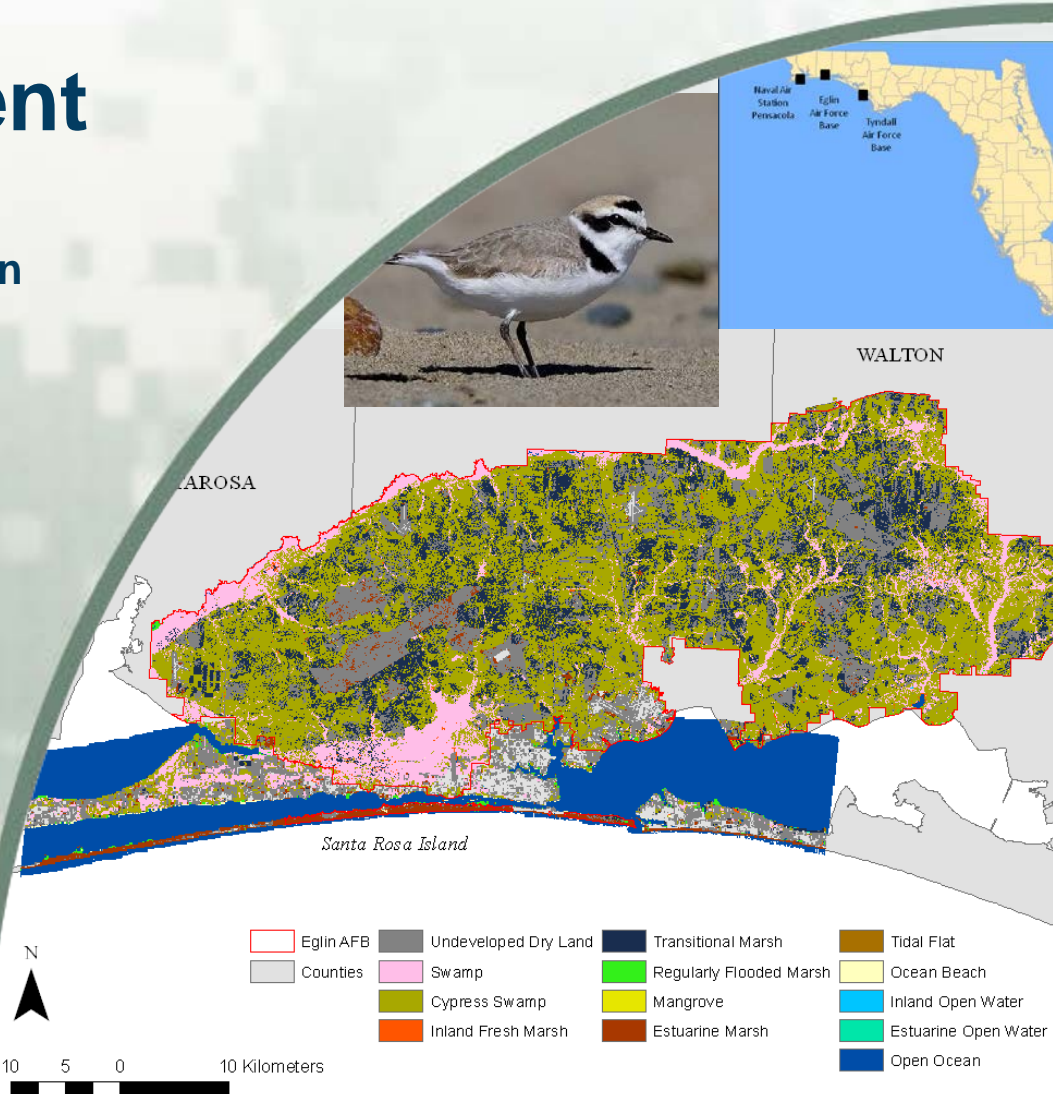 ent
n
Naval Air
Station
Pensacola
Eglin
Air Force
Base
Tyndall
Air Force
Base
WALTON
AROSA
Santa Rosa Island
N
Eglin AFB
Counties
Undeveloped Dry Land
Swamp
Cypress Swamp
Inland Fresh Marsh
Transitional Marsh
Regularly Flooded Marsh
Mangrove
Estuarine Marsh
Tidal Flat
Ocean Beach
Inland Open Water
Estuarine Open Water
Open Ocean
10 5 0 10 Kilometers